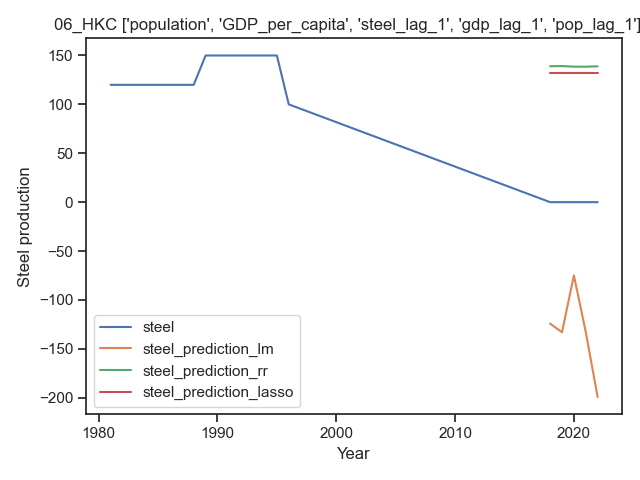 06_HKC ['population', 'GDP_per_capita', 'steel_lag_1', 'gdp_lag_1', 'pop_lag_1']
150
100
50
0
−50
−100
−150
−200
Steel production
steel
steel_prediction_lm
steel_prediction_rr
steel_prediction_lasso
1980
1990
2000
2010
2020
Year